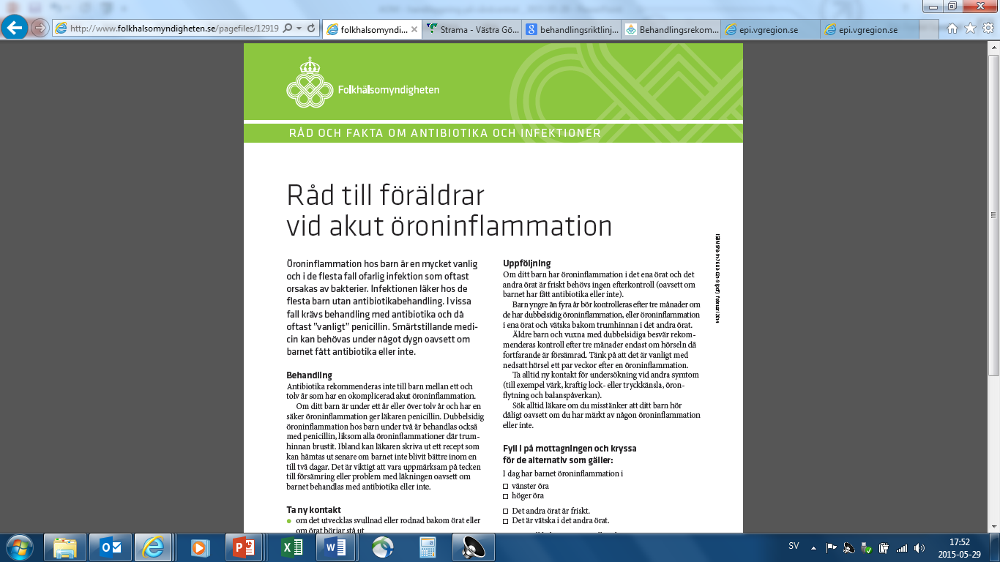 http://www.folkhalsomyndigheten.se/pagefiles/12919
folkhalsomyndi...
Strama - Västra Gö...
behandlingsriktlinj...
Behandlingsrekom...
epi.vgregion.se
epi.vgregion.se
Folkhälsomyndigheten
RÅD OCH FAKTA OM ANTIBIOTIKA OCH INFEKTIONER
Råd till föräldrar
vid akut öroninflammation
Öroninflammation hos barn är en mycket vanlig
och i de flesta fall ofarlig infektion som oftast
orsakas av bakterier. Infektionen läker hos de
flesta barn utan antibiotikabehandling. I vissa
fall krävs behandling med antibiotika och då
oftast ”vanligt” penicillin. Smärtstillande medi-
cin kan behövas under något dygn oavsett om
barnet fått antibiotika eller inte.
Behandling
Antibiotika rekommenderas inte till barn mellan ett och
tolv år som har en okomplicerad akut öroninflammation.
Om ditt barn är under ett år eller över tolv år och har en
säker öroninflammation ger läkaren penicillin. Dubbelsidig
öroninflammation hos barn under två år behandlas också
med penicillin, liksom alla öroninflammationer där trum-
hinnan brustit. Ibland kan läkaren skriva ut ett recept som
kan hämtas ut senare om barnet inte blivit bättre inom en
till två dagar. Det är viktigt att vara uppmärksam på tecken
till försämring eller problem med läkningen oavsett om
barnet behandlas med antibiotika eller inte.
Ta ny kontakt
om det utvecklas svullnad eller rodnad bakom örat eller
om örat börjar stå ut
Uppföljning
Om ditt barn har öroninflammation i det ena örat och det
andra örat är friskt behövs ingen efterkontroll (oavsett om
barnet har fått antibiotika eller inte).
Barn yngre än fyra år bör kontrolleras efter tre månader om
de har dubbelsidig öroninflammation, eller öroninflammation
i ena örat och vätska bakom trumhinnan i det andra örat.
Äldre barn och vuxna med dubbelsidiga besvär rekom-
menderas kontroll efter tre månader endast om hörseln då
fortfarande är försämrad. Tänk på att det är vanligt med
nedsatt hörsel ett par veckor efter en öroninflammation.
Ta alltid ny kontakt för undersökning vid andra symtom
(till exempel värk, kraftig lock- eller tryckkänsla, öron-
flytning och balanspåverkan).
Sök alltid läkare om du misstänker att ditt barn hör
dåligt oavsett om du har märkt av någon öroninflammation
eller inte.
Fyll i på mottagningen och kryssa
för de alternativ som gäller:
I dag har barnet öroninflammation i
vänster öra
höger öra
Det andra örat är friskt.
Det är vätska i det andra örat.
SV
17:52
2015-05-29